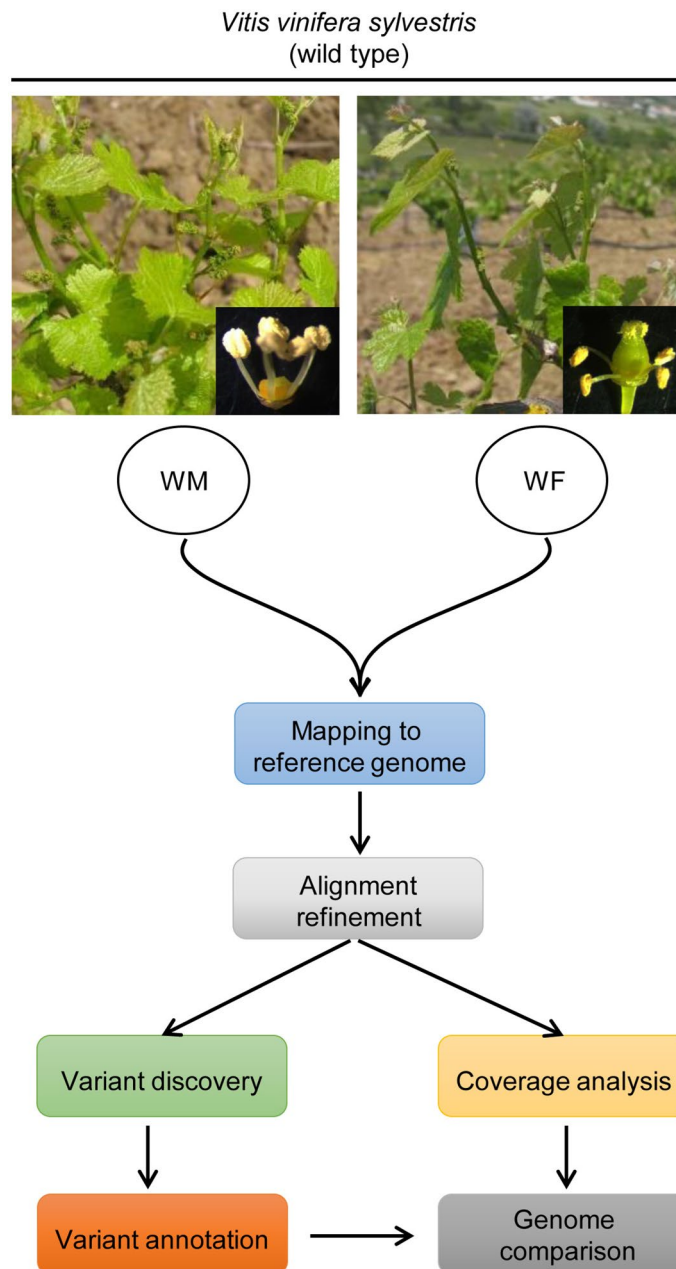 Vitis vinifera sylvestris
(wild type)
WM
WF
Mapping to
reference genome
Alignment
refinement
Variant discovery
Coverage analysis
Variant annotation
Genome
comparison